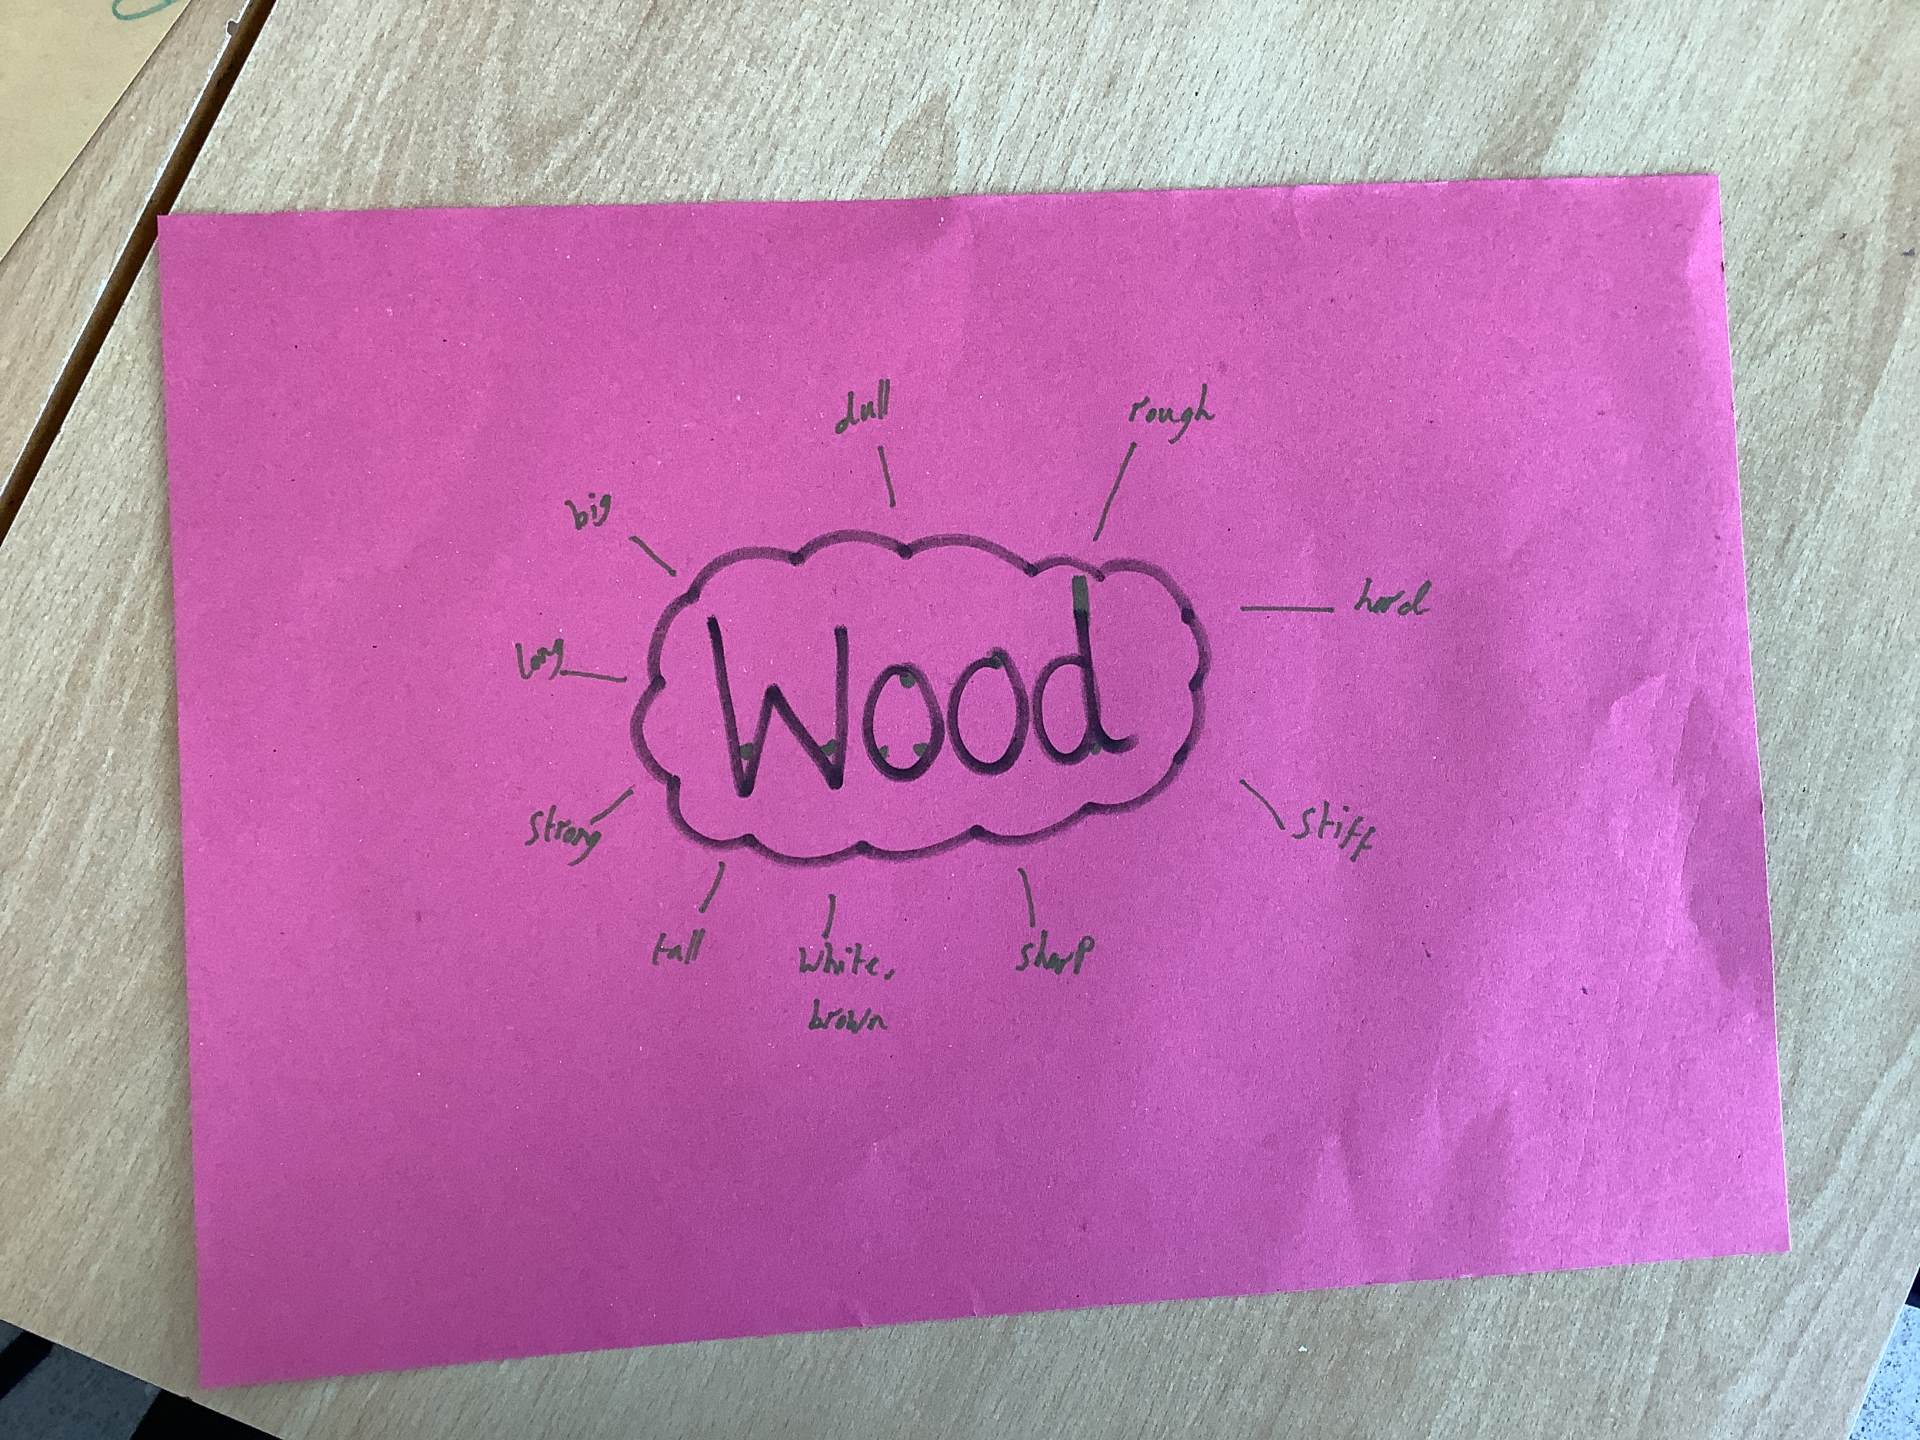 dull
rough
big
hard
long
Wood
strong
stiff
tall
white,
brown
sharp